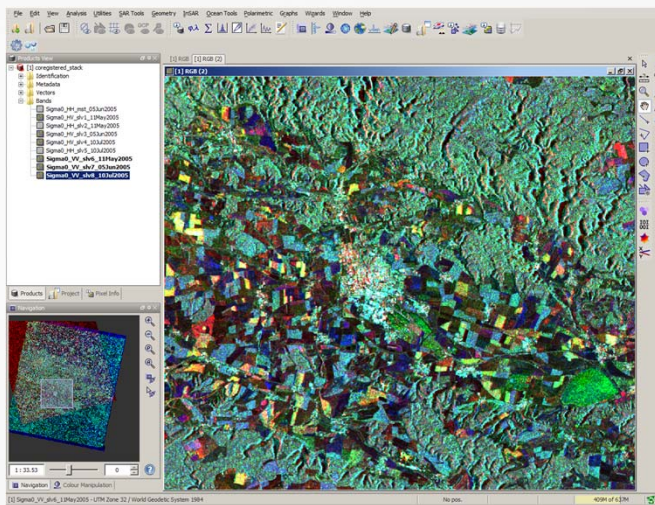 File Edit View Analysis Utilities SAR Tools Geometry InSAR Ocean Tools Polarimetric Graphs Wizards Window Help
Products View
[1] RGB [1] RGB (2)
[1] RGB (2)
[1] coregistered_stack
Identification
Metadata
Vectors
Bands
Sigma0_HH_mst_05Jun2005
Sigma0_HV_slv1_11May2005
Sigma0_HH_slv2_11May2005
Sigma0_HV_slv3_05Jun2005
Sigma0_HV_slv4_10Jul2005
Sigma0_HH_slv5_10Jul2005
Sigma0_VV_slv6_11May2005
Sigma0_VV_slv7_05Jun2005
Sigma0_VV_slv8_10Jul2005
Products Project Pixel Info
Navigation
1 : 33.53 0
Navigation Colour Manipulation
[1] Sigma0_VV_slv6_11May2005 - UTM Zone 32 / World Geodetic System 1984 No pos.